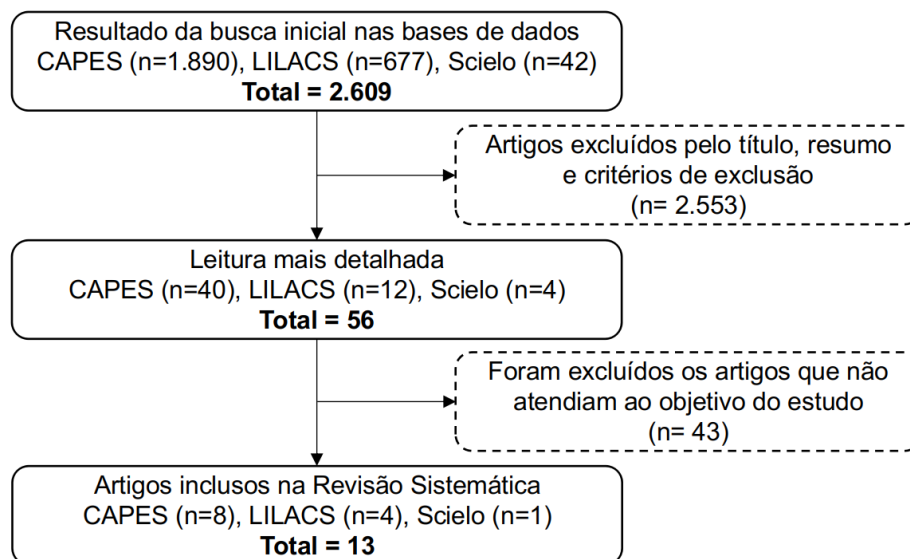 Resultado da busca inicial nas bases de dados
CAPES (n=1.890), LILACS (n=677), Scielo (n=42)
Total = 2.609
Artigos excluídos pelo título, resumo
e critérios de exclusão
(n= 2.553)
Leitura mais detalhada
CAPES (n=40), LILACS (n=12), Scielo (n=4)
Total = 56
Foram excluídos os artigos que não
atendiam ao objetivo do estudo
(n= 43)
Artigos inclusos na Revisão Sistemática
CAPES (n=8), LILACS (n=4), Scielo (n=1)
Total = 13